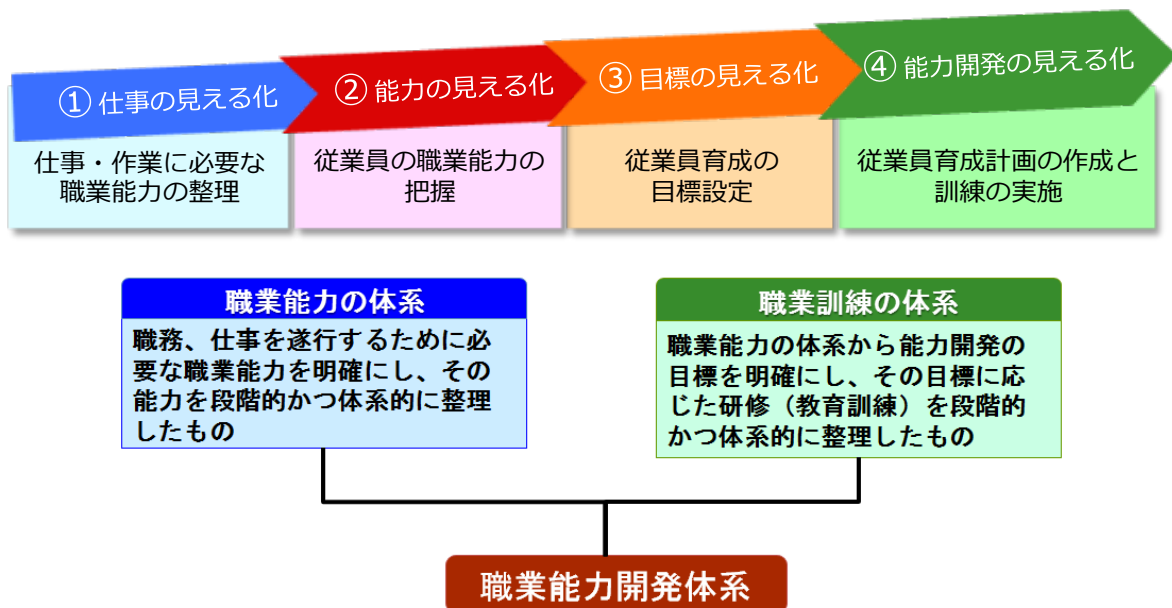 ① 仕事の見える化
仕事・作業に必要な
職業能力の整理
② 能力の見える化
従業員の職業能力の
把握
③ 目標の見える化
従業員育成の
目標設定
④ 能力開発の見える化
従業員育成計画の作成と
訓練の実施
職業能力の体系
職務、仕事を遂行するために必
要な職業能力を明確にし、その
能力を段階的かつ体系的に整理
したもの
職業訓練の体系
職業能力の体系から能力開発の
目標を明確にし、その目標に応
じた研修（教育訓練）を段階的
かつ体系的に整理したもの
職業能力開発体系